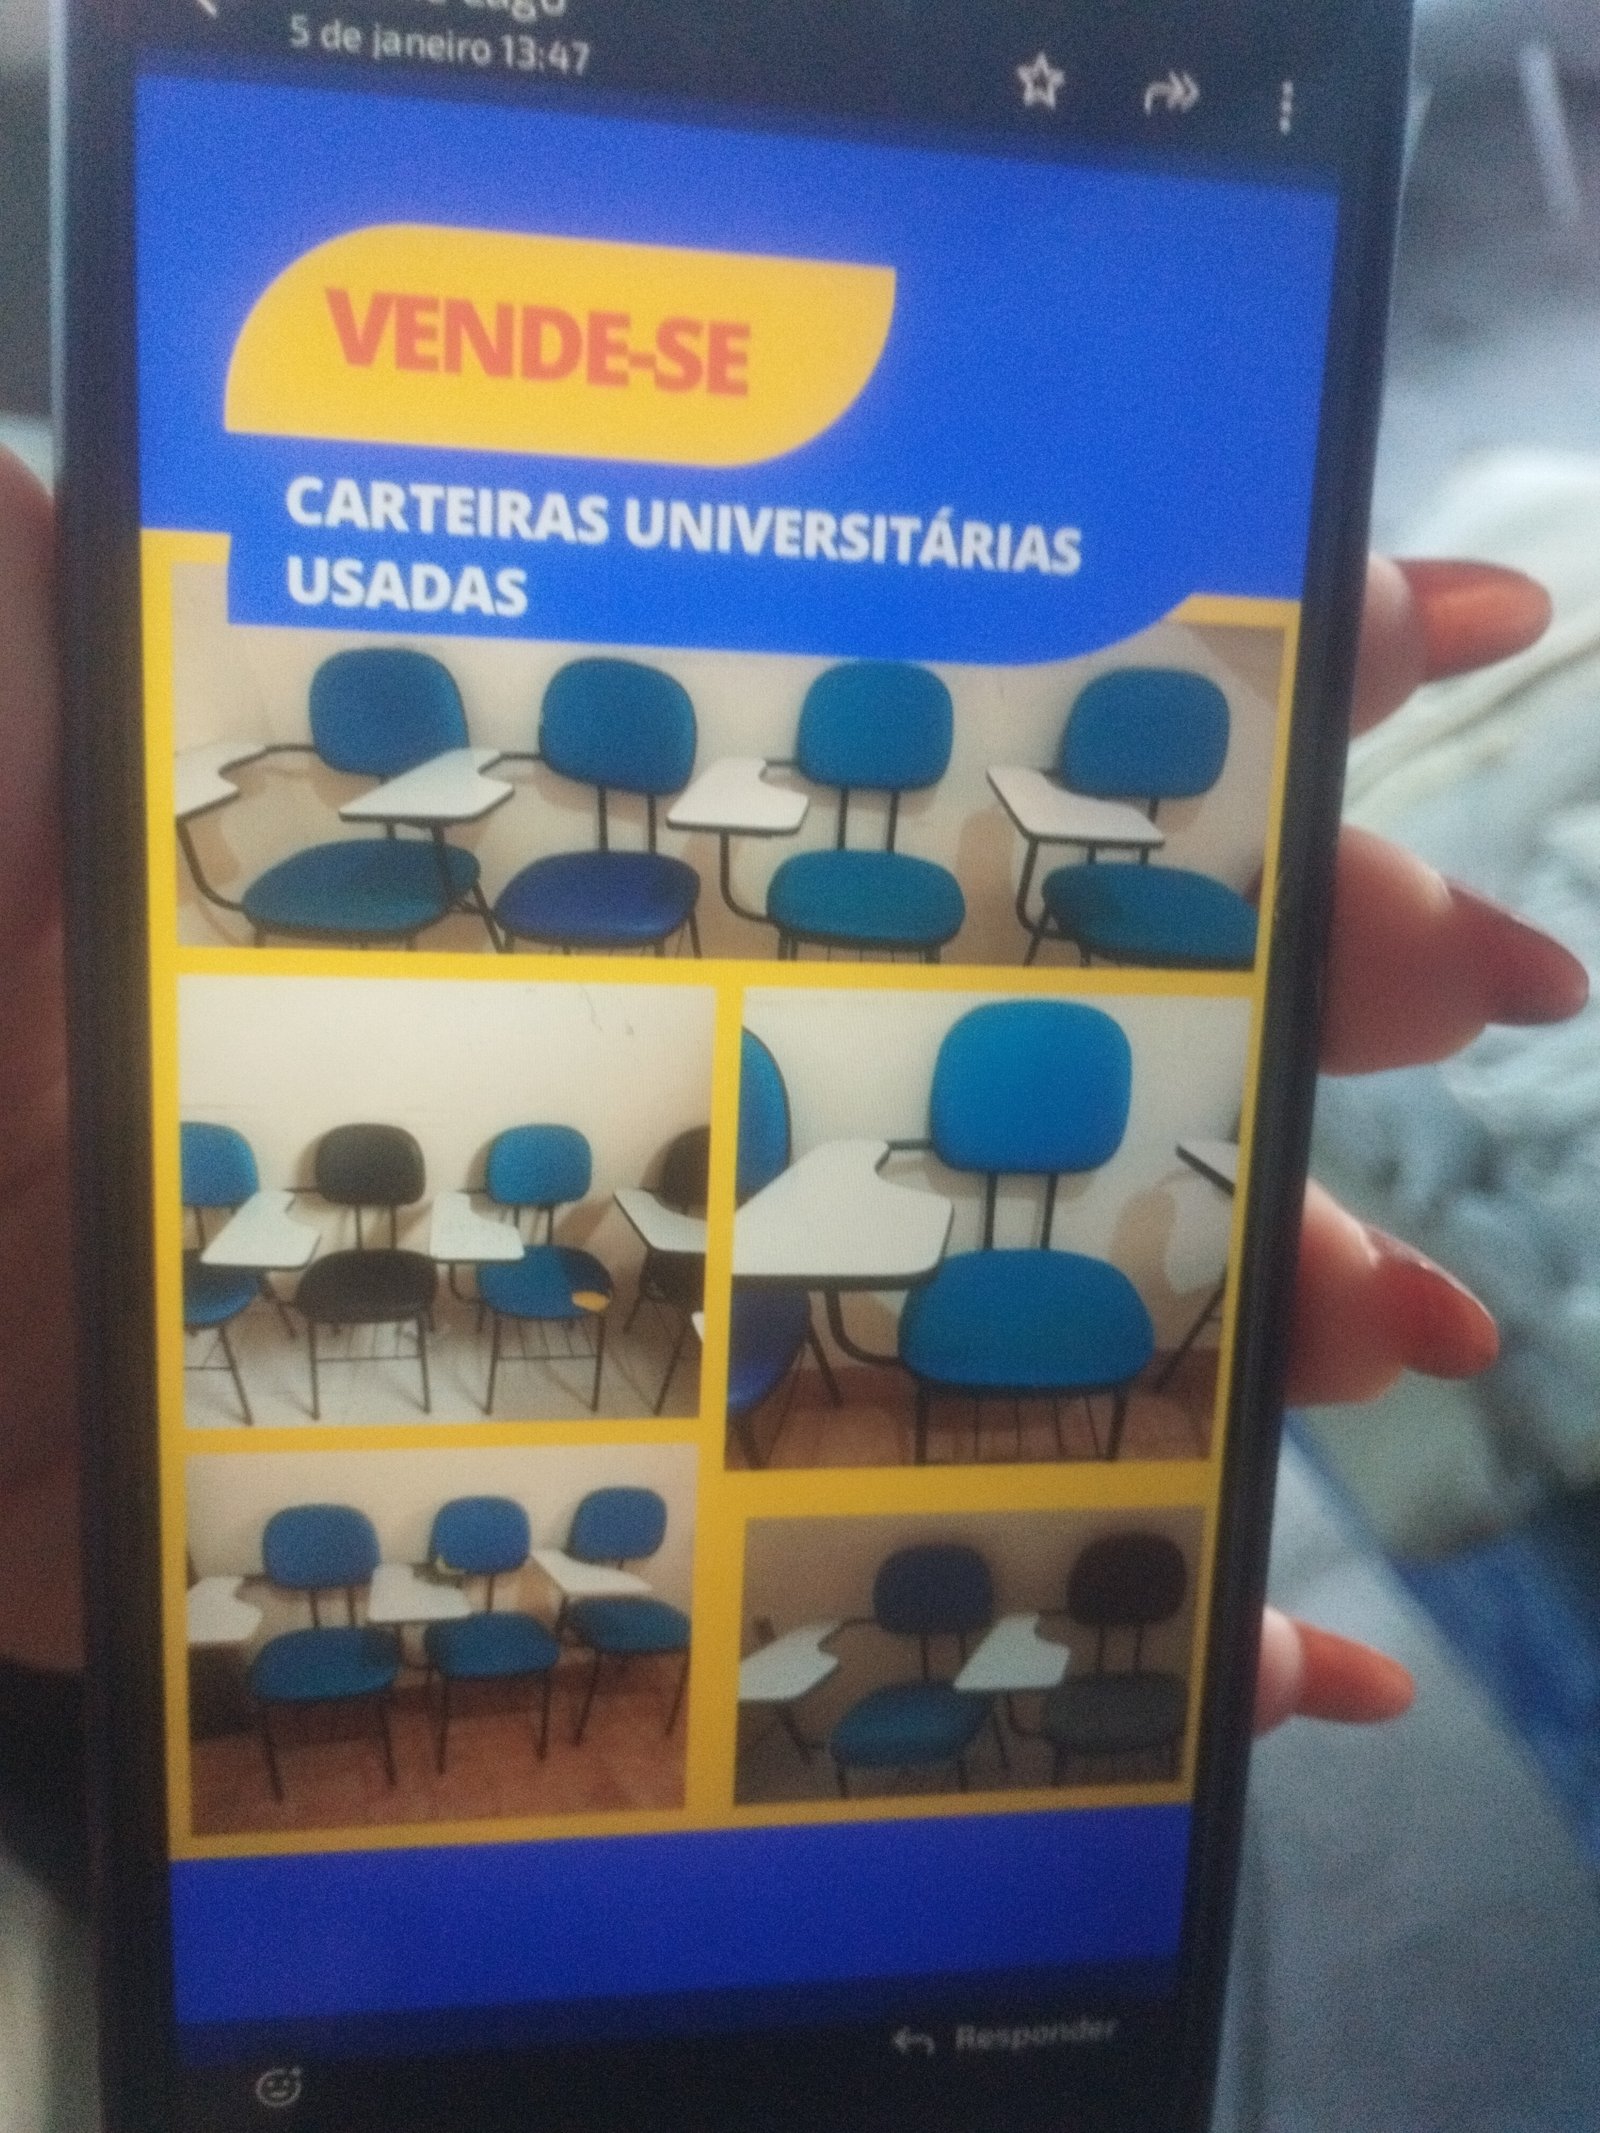 5 de janeiro 13:47
VENDE-SE
CARTEIRAS UNIVERSITÁRIAS
USADAS
Responder